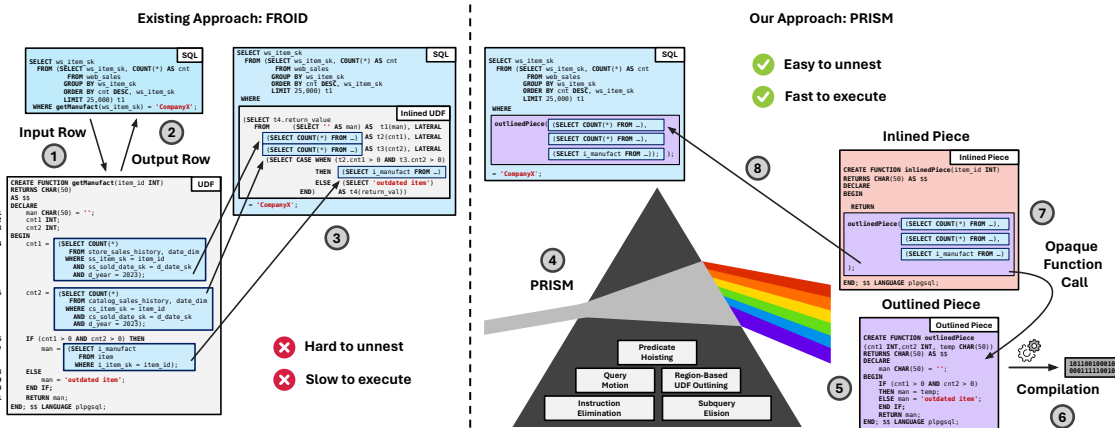 Existing Approach: FROID
SQL
SELECT ws_item_sk
FROM (SELECT ws_item_sk, COUNT(*) AS cnt
FROM web_sales
GROUP BY ws_item_sk
ORDER BY cnt DESC, ws_item_sk
LIMIT 25,000) t1
WHERE getManufact(ws_item_sk) = 'CompanyX';
Input Row
1
2
Output Row
UDF
CREATE FUNCTION getManufact(item_id INT)
RETURNS CHAR(50)
AS $$
DECLARE
man CHAR(50) = '';
cnt1 INT;
cnt2 INT;
BEGIN
cnt1 = (SELECT COUNT(*)
FROM store_sales_history, date_dim
WHERE ss_item_sk = item_id
AND ss_sold_date_sk = d_date_sk
AND d_year = 2023);
cnt2 = (SELECT COUNT(*)
FROM catalog_sales_history, date_dim
WHERE cs_item_sk = item_id
AND cs_sold_date_sk = d_date_sk
AND d_year = 2023);
IF (cnt1 > 0 AND cnt2 > 0) THEN
man = (SELECT i_manufact
FROM item
WHERE i_item_sk = item_id);
ELSE
man = 'outdated item';
END IF;
RETURN man;
END; $$ LANGUAGE plpgsql;
SQL
SELECT ws_item_sk
FROM (SELECT ws_item_sk, COUNT(*) AS cnt
FROM web_sales
GROUP BY ws_item_sk
ORDER BY cnt DESC, ws_item_sk
LIMIT 25,000) t1
WHERE
Inlined UDF
(SELECT t4.return_value
FROM (SELECT '' AS man) AS t1(man), LATERAL
(SELECT COUNT(*) FROM …) AS t2(cnt1), LATERAL
(SELECT COUNT(*) FROM …) AS t3(cnt2), LATERAL
(SELECT CASE WHEN (t2.cnt1 > 0 AND t3.cnt2 > 0)
THEN (SELECT i_manufact FROM …)
ELSE (SELECT 'outdated item')
END) AS t4(return_val))
= 'CompanyX';
3
Hard to unnest
Slow to execute
Our Approach: PRISM
SQL
SELECT ws_item_sk
FROM (SELECT ws_item_sk, COUNT(*) AS cnt
FROM web_sales
GROUP BY ws_item_sk
ORDER BY cnt DESC, ws_item_sk
LIMIT 25,000) t1
WHERE
outlinedPiece( (SELECT COUNT(*) FROM …),
(SELECT COUNT(*) FROM …),
(SELECT i_manufact FROM …)); );
= 'CompanyX';
Easy to unnest
Fast to execute
8
4
PRISM
Predicate
Hoisting
Query
Motion
Region-Based
UDF Outlining
Instruction
Elimination
Subquery
Elision
Inlined Piece
Inlined Piece
CREATE FUNCTION inlinedPiece(item_id INT)
RETURNS CHAR(50) AS $$
DECLARE
BEGIN
RETURN
outlinedPiece( (SELECT COUNT(*) FROM …),
(SELECT COUNT(*) FROM …),
(SELECT i_manufact FROM …)
);
END; $$ LANGUAGE plpgsql;
7
Opaque
Function
Call
Outlined Piece
Outlined Piece
CREATE FUNCTION outlinedPiece
(cnt1 INT,cnt2 INT, temp CHAR(50))
RETURNS CHAR(50) AS $$
DECLARE
man CHAR(50) = '';
BEGIN
IF (cnt1 > 0 AND cnt2 > 0)
THEN man = temp;
ELSE man = 'outdated item';
END IF;
RETURN man;
END; $$ LANGUAGE plpgsql;
5
101100100010
000111110010
Compilation
6